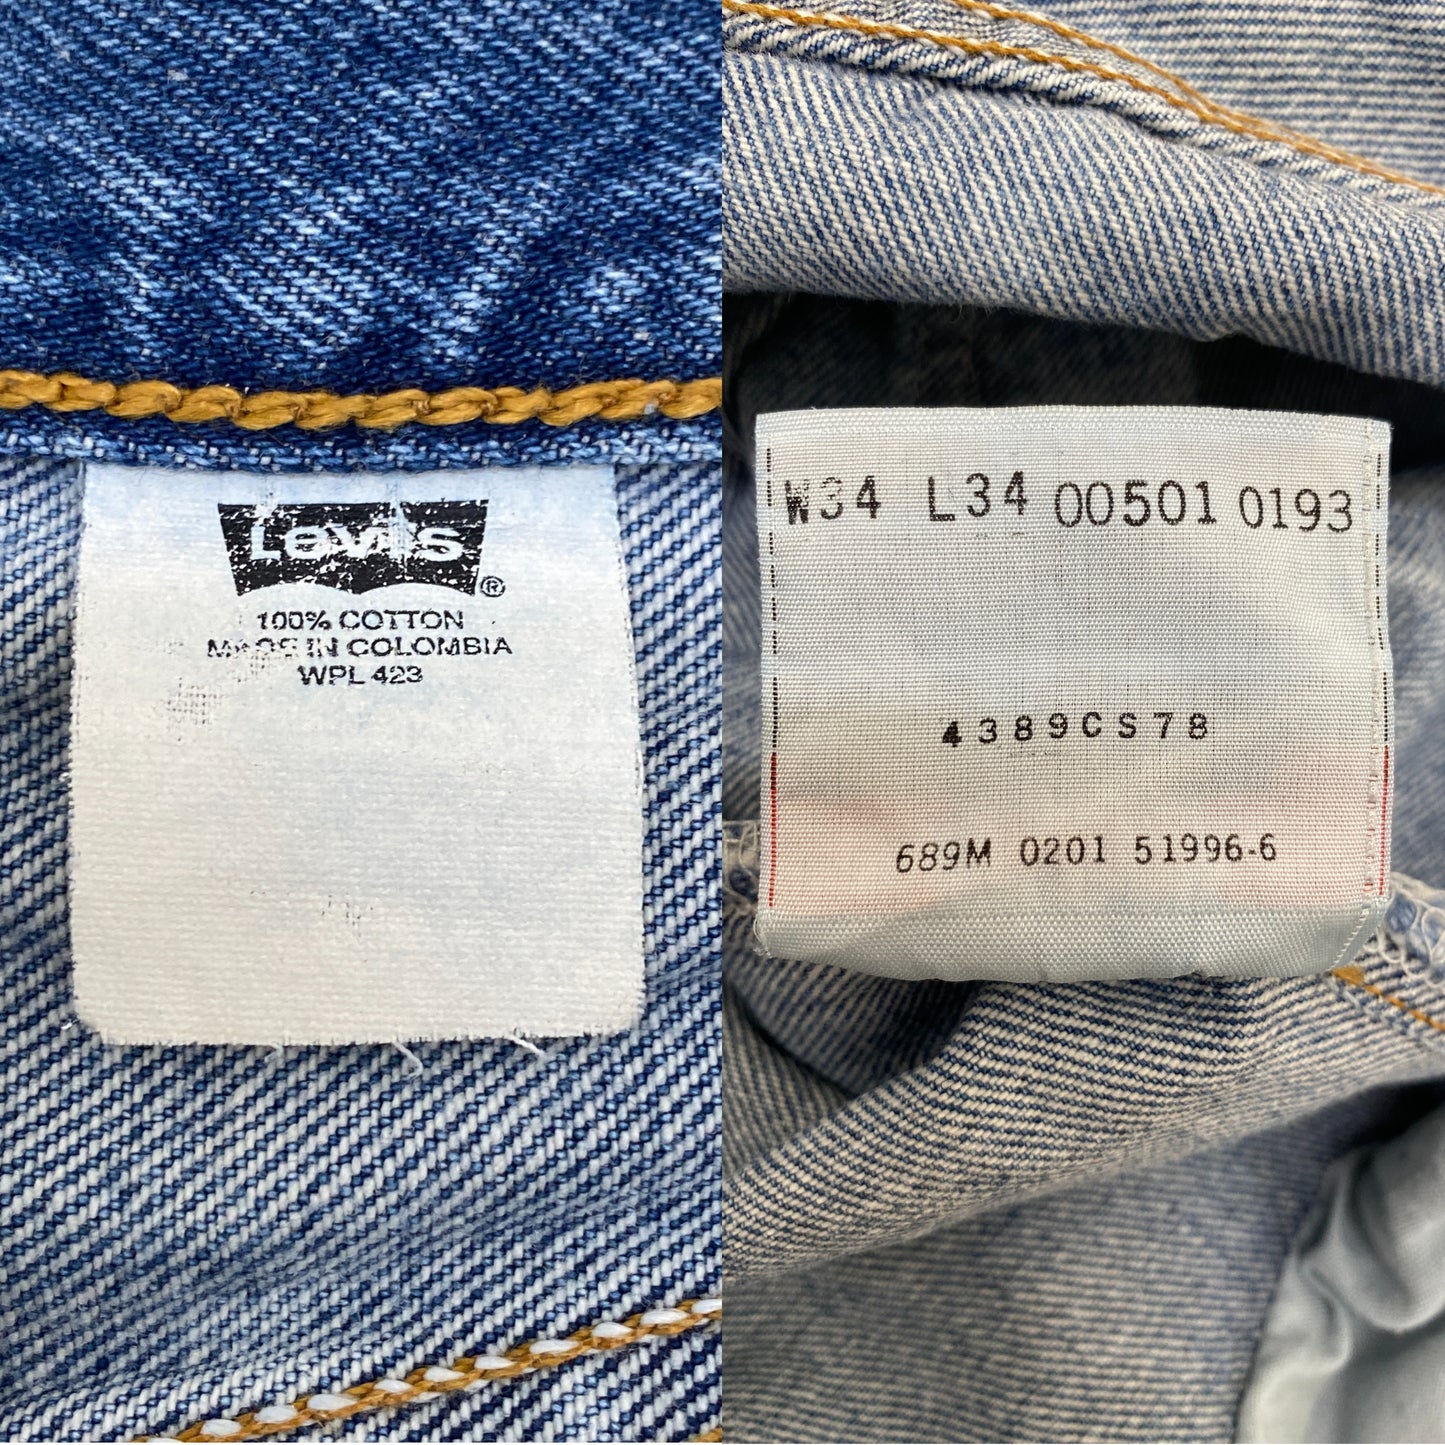 Levi's®
100% COTTON
MADE IN COLOMBIA
WPL 423
W34 L34 00501 0193
4389CS78
689M 0201 51996-6